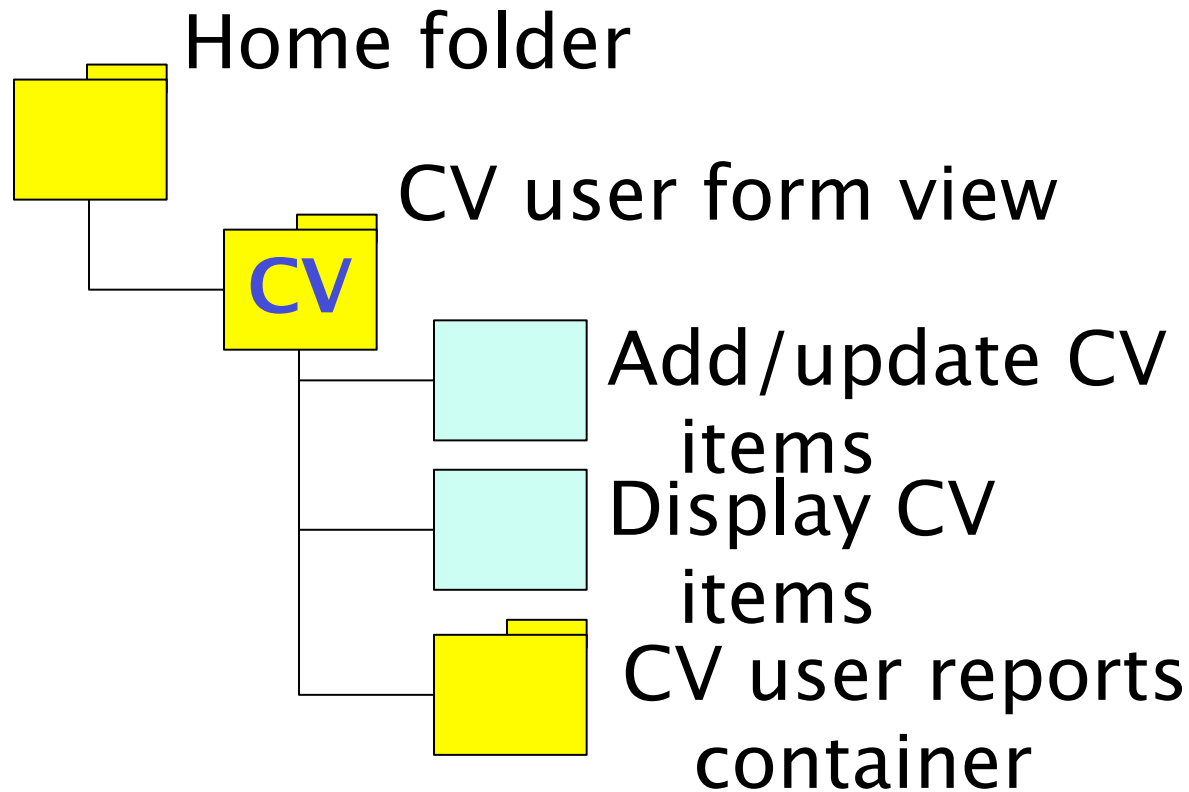 Home folder
CV user form view
CV
Add/update CV
items
Display CV
items
CV user reports
container